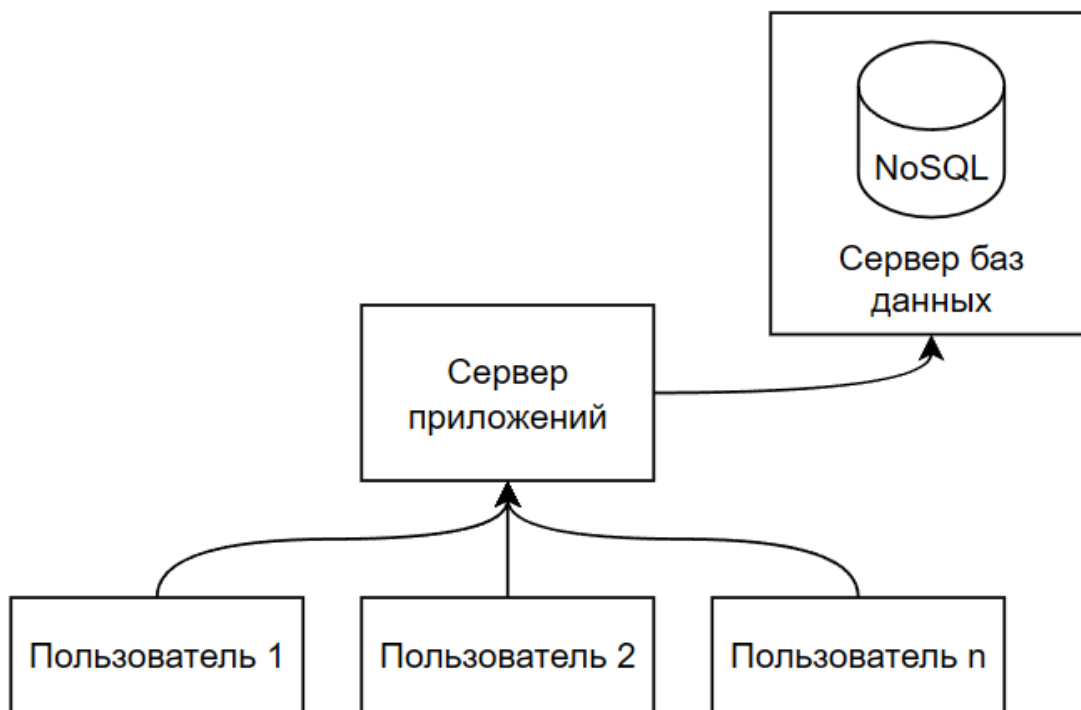 NoSQL
Сервер баз
данных
Сервер
приложений
Пользователь 1
Пользователь 2
Пользователь n